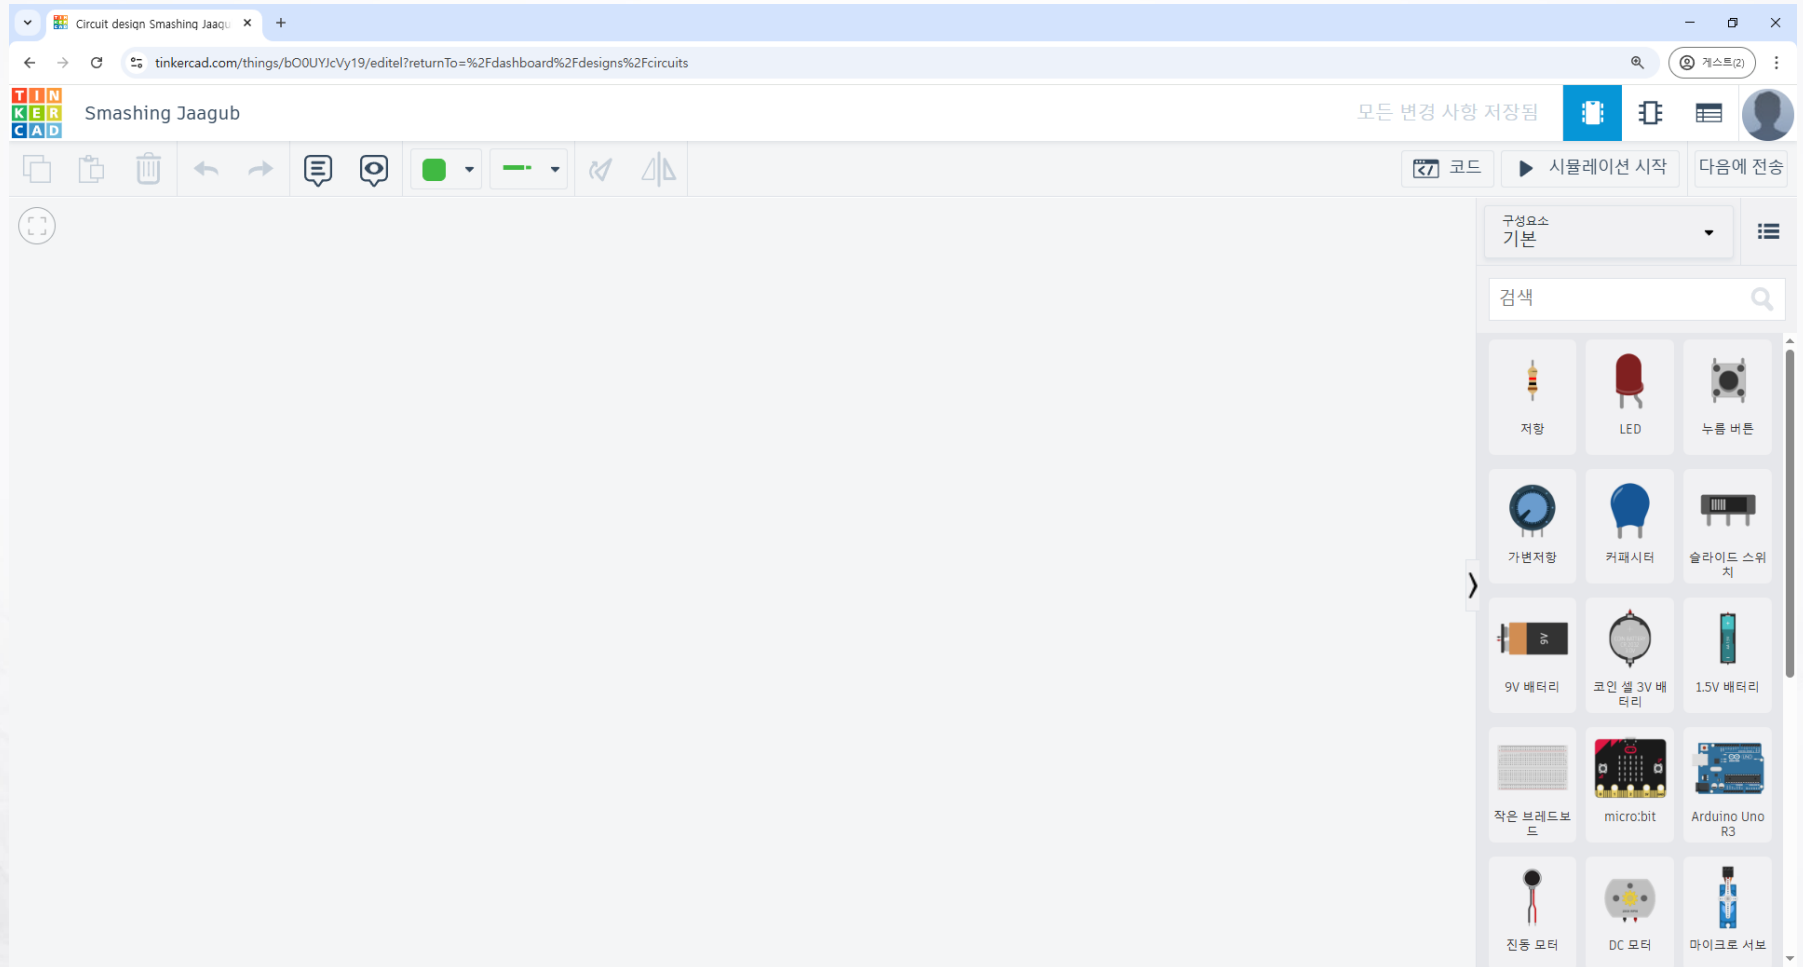 Circuit design Smashing Jaagu
tinkercad.com/things/bO0UYJcVy19/editel?returnTo=%2Fdashboard%2Fdesigns%2Fcircuits
게스트(2)
TIN
KER
CAD
Smashing Jaagub
모든 변경 사항 저장됨
코드
시뮬레이션 시작
다음에 전송
구성요소
기본
검색
저항
LED
누름 버튼
가변저항
커패시터
슬라이드 스위
치
9V
9V 배터리
코인 셀 3V 배
터리
1.5V 배터리
작은 브레드보
드
micro:bit
Arduino Uno
R3
진동 모터
DC 모터
마이크로 서보